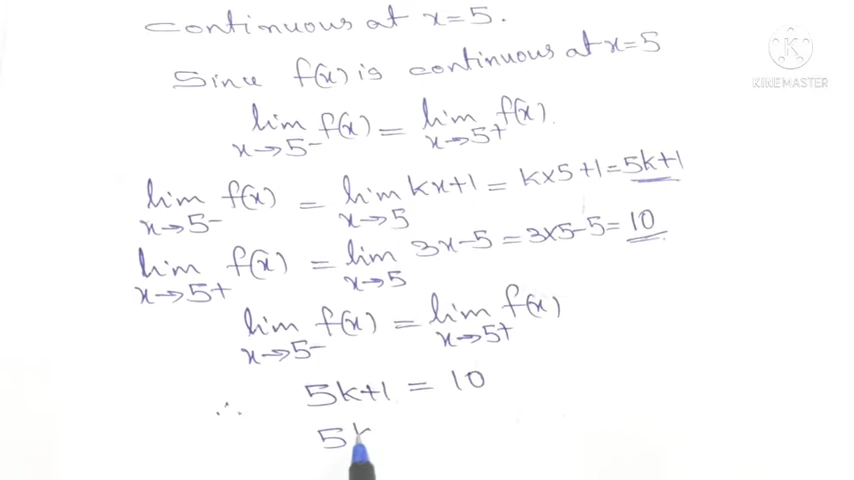 continuous at x=5.
Since f(x) is continuous at x=5
lim x→5− f(x) = lim x→5+ f(x).
lim x→5− f(x) = lim x→5 kx+1 = k×5+1=5k+1
lim x→5+ f(x) = lim x→5 3x−5=3×5−5=10
lim x→5− f(x) = lim x→5+ f(x)
∴ 5k+1 = 10
5k
K
KINEMASTER